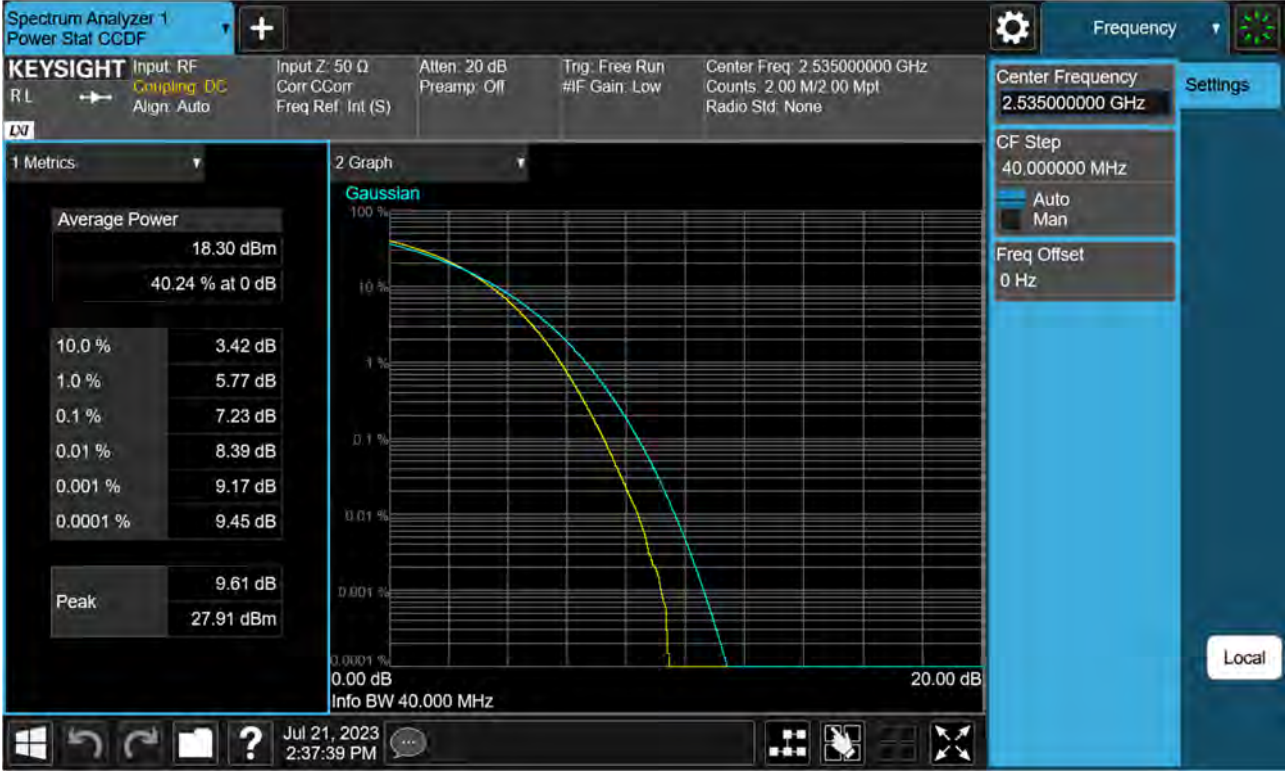 Spectrum Analyzer 1
Power Stat CCDF
Frequency
KEYSIGHT
R L
LXI
Input: RF
Coupling: DC
Align: Auto
Input Z: 50 Ω
Corr CCorr
Freq Ref: Int (S)
Atten: 20 dB
Preamp: Off
Trig: Free Run
#IF Gain: Low
Center Freq: 2.535000000 GHz
Counts: 2.00 M/2.00 Mpt
Radio Std: None
Center Frequency
2.535000000 GHz
Settings
CF Step
40.000000 MHz
Auto
Man
Freq Offset
0 Hz
1 Metrics
Average Power
18.30 dBm
40.24 % at 0 dB
10.0 % 3.42 dB
1.0 % 5.77 dB
0.1 % 7.23 dB
0.01 % 8.39 dB
0.001 % 9.17 dB
0.0001 % 9.45 dB
Peak
9.61 dB
27.91 dBm
2 Graph
Gaussian
100 %
10 %
1 %
0.1 %
0.01 %
0.001 %
0.0001 %
0.00 dB 20.00 dB
Info BW 40.000 MHz
Local
?
Jul 21, 2023
2:37:39 PM